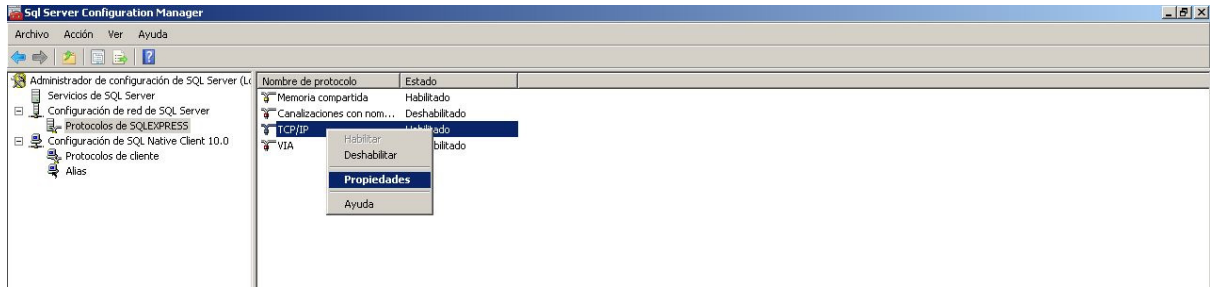 Sql Server Configuration Manager
Archivo Acción Ver Ayuda
Administrador de configuración de SQL Server (Lo
Servicios de SQL Server
Configuración de red de SQL Server
Protocolos de SQLEXPRESS
Configuración de SQL Native Client 10.0
Protocolos de cliente
Alias
Nombre de protocolo Estado
Memoria compartida Habilitado
Canalizaciones con nom... Deshabilitado
TCP/IP Habilitado
VIA bilitado
Habilitar
Deshabilitar
Propiedades
Ayuda